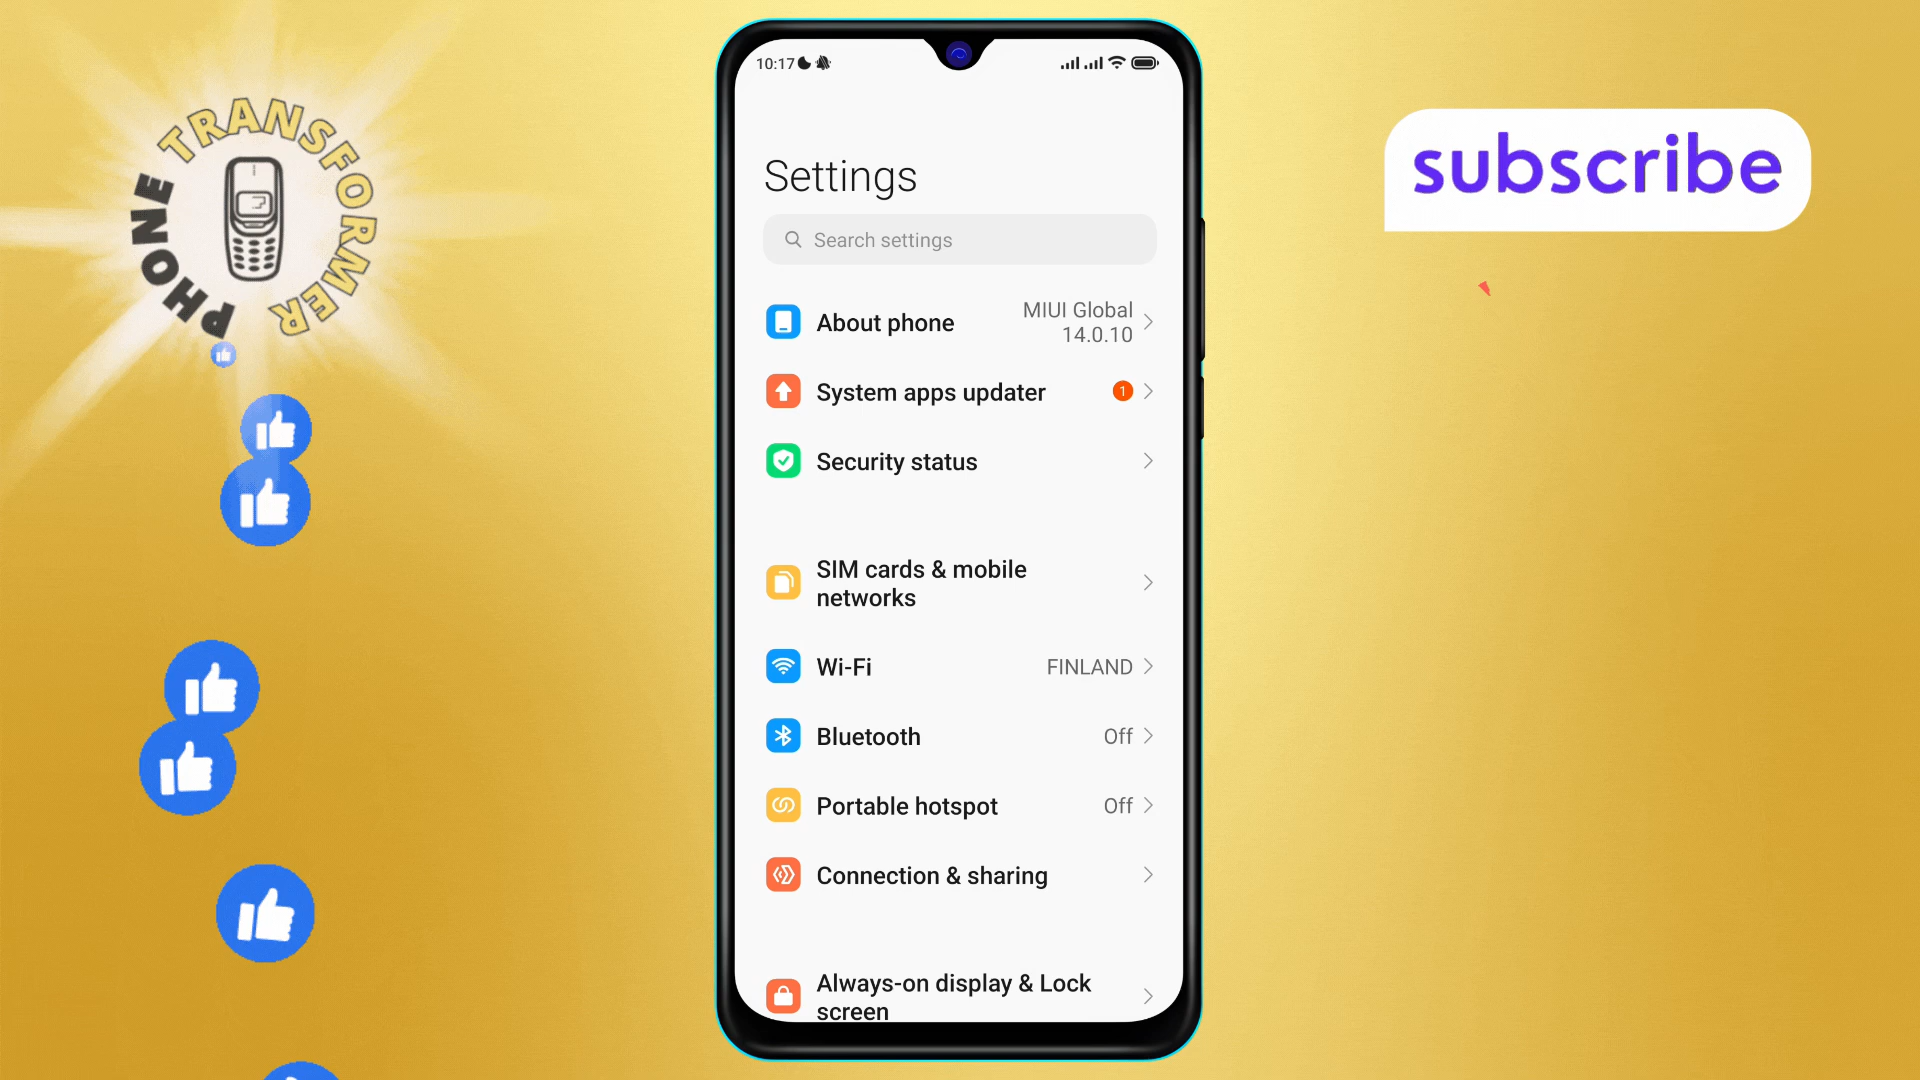 PHONE TRANSFORMER
subscribe
10:17
Settings
Search settings
About phone
MIUI Global
14.0.10
System apps updater
1
Security status
SIM cards & mobile
networks
Wi-Fi
FINLAND
Bluetooth
Off
Portable hotspot
Off
Connection & sharing
Always-on display & Lock
screen